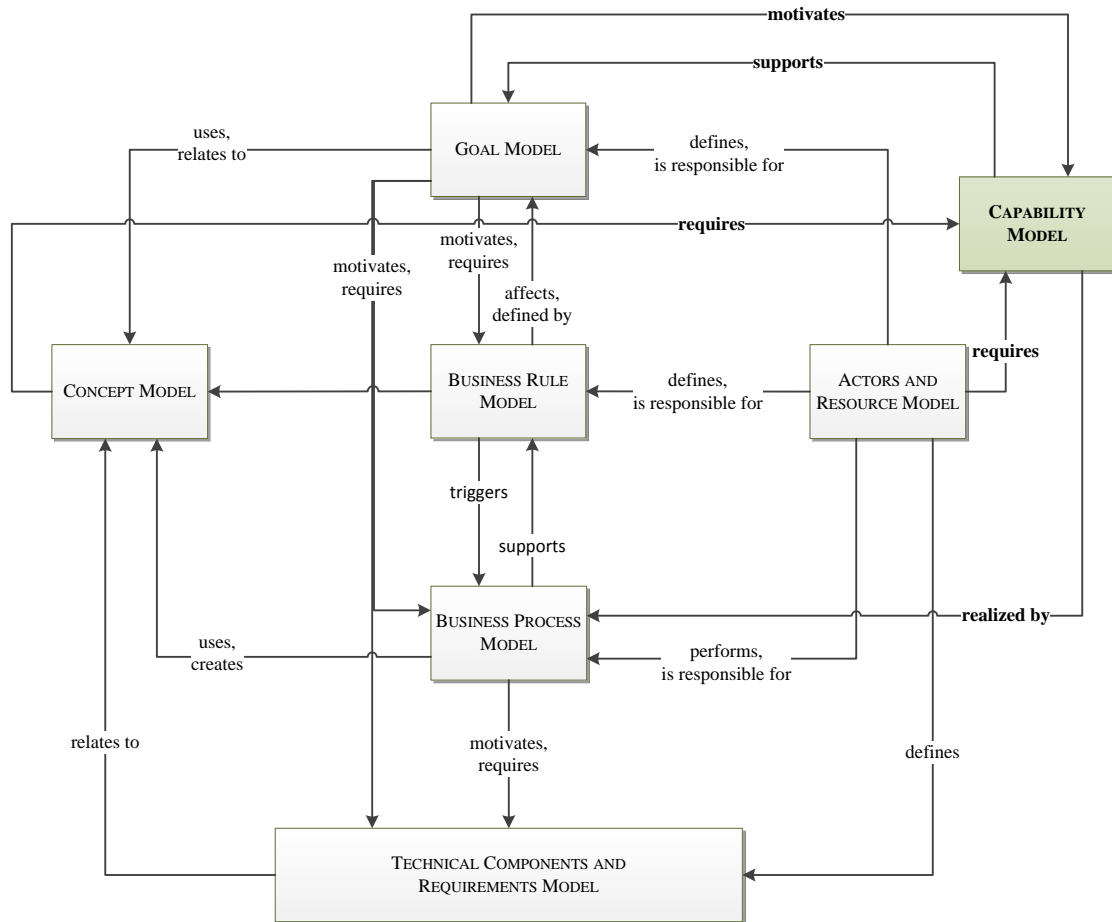 motivates
supports
uses,
relates to
GOAL MODEL
defines,
is responsible for
CAPABILITY
MODEL
requires
motivates,
requires
motivates,
requires
affects,
defined by
requires
CONCEPT MODEL
BUSINESS RULE
MODEL
defines,
is responsible for
ACTORS AND
RESOURCE MODEL
triggers
supports
BUSINESS PROCESS
MODEL
realized by
uses,
creates
performs,
is responsible for
relates to
motivates,
requires
defines
TECHNICAL COMPONENTS AND
REQUIREMENTS MODEL